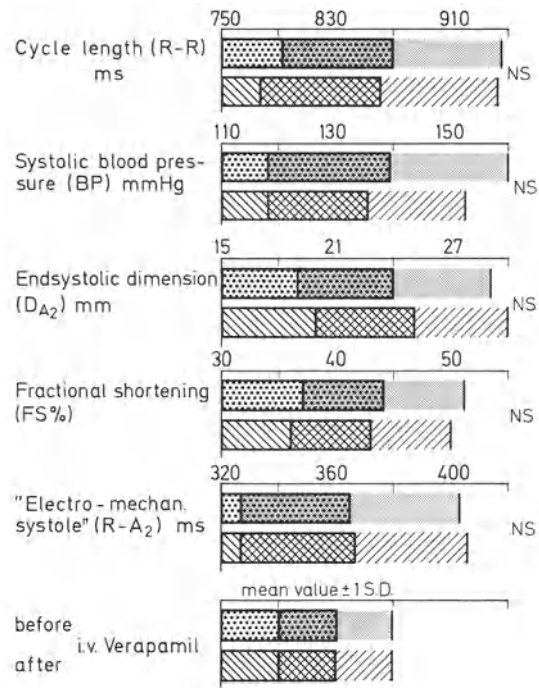 750 830 910
Cycle length (R-R)
ms
NS
110 130 150
Systolic blood pres-
sure (BP) mmHg
NS
15 21 27
Endsystolic dimension
(DA2) mm
NS
30 40 50
Fractional shortening
(FS%)
NS
320 360 400
"Electro-mechan.
systole" (R-A2) ms
NS
mean value ± 1 S.D.
before
i.v. Verapamil
after